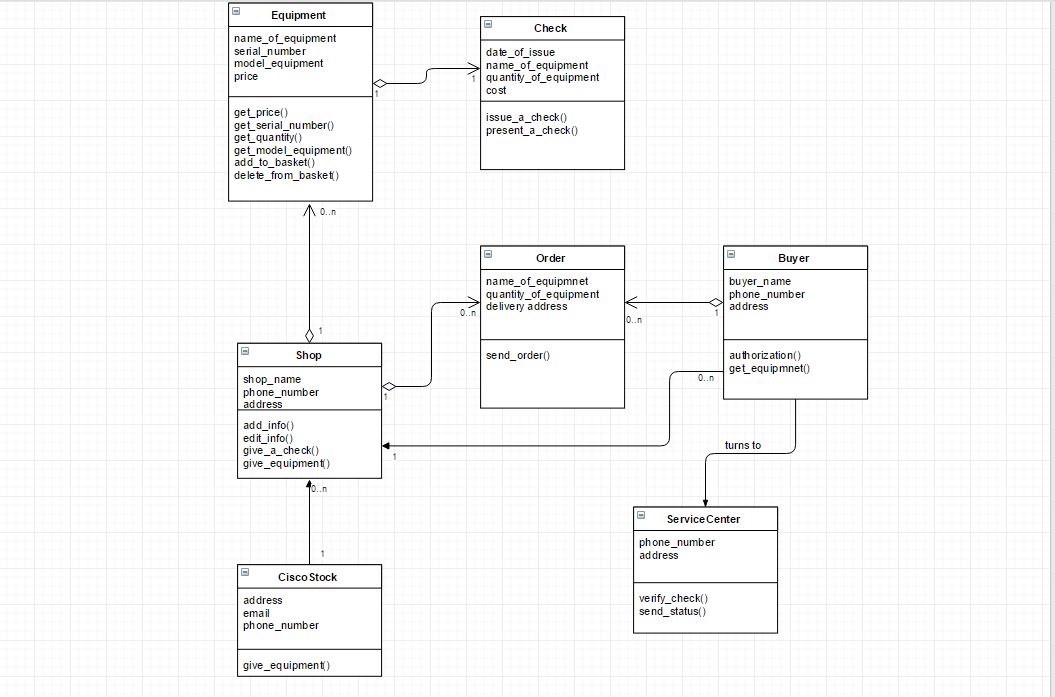 Equipment
name_of_equipment
serial_number
model_equipment
price
get_price()
get_serial_number()
get_quantity()
get_model_equipment()
add_to_basket()
delete_from_basket()
1
1
Check
date_of_issue
name_of_equipment
quantity_of_equipment
cost
issue_a_check()
present_a_check()
0..n
1
Order
name_of_equipmnet
quantity_of_equipment
delivery address
send_order()
0..n
0..n
1
Buyer
buyer_name
phone_number
address
authorization()
get_equipmnet()
0..n
Shop
shop_name
phone_number
address
add_info()
edit_info()
give_a_check()
give_equipment()
1
1
turns to
0..n
1
ServiceCenter
phone_number
address
verify_check()
send_status()
CiscoStock
address
email
phone_number
give_equipment()